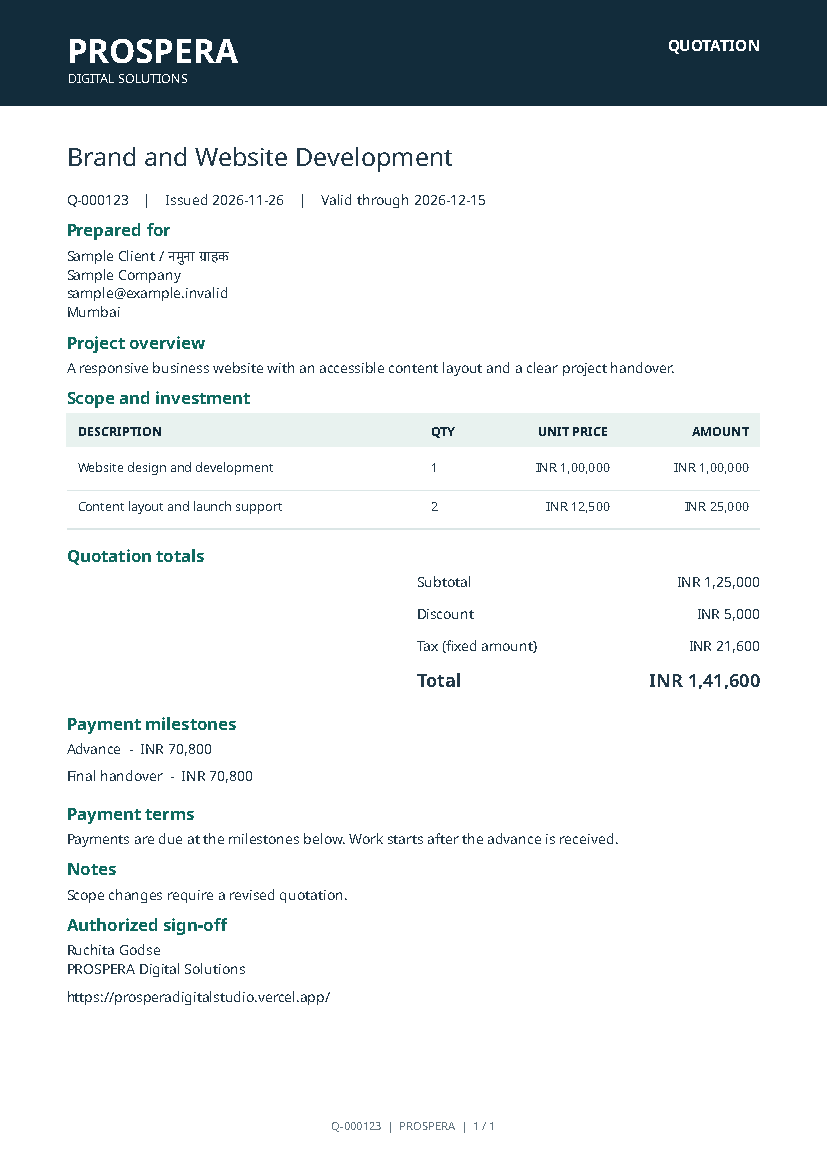 PROSPERA
DIGITAL SOLUTIONS
QUOTATION
Brand and Website Development
Q-000123 | Issued 2026-11-26 | Valid through 2026-12-15
Prepared for
Sample Client / नमुना ग्राहक
Sample Company
sample@example.invalid
Mumbai
Project overview
A responsive business website with an accessible content layout and a clear project handover.
Scope and investment
DESCRIPTION QTY UNIT PRICE AMOUNT
Website design and development 1 INR 1,00,000 INR 1,00,000
Content layout and launch support 2 INR 12,500 INR 25,000
Quotation totals
Subtotal INR 1,25,000
Discount INR 5,000
Tax (fixed amount) INR 21,600
Total INR 1,41,600
Payment milestones
Advance - INR 70,800
Final handover - INR 70,800
Payment terms
Payments are due at the milestones below. Work starts after the advance is received.
Notes
Scope changes require a revised quotation.
Authorized sign-off
Ruchita Godse
PROSPERA Digital Solutions
https://prosperadigitalstudio.vercel.app/
Q-000123 | PROSPERA | 1 / 1